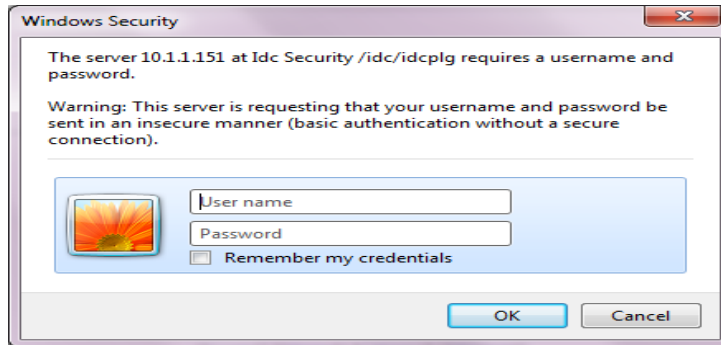 Windows Security
The server 10.1.1.151 at Idc Security /idc/idcplg requires a username and
password.
Warning: This server is requesting that your username and password be
sent in an insecure manner (basic authentication without a secure
connection).
User name
Password
Remember my credentials
OK
Cancel